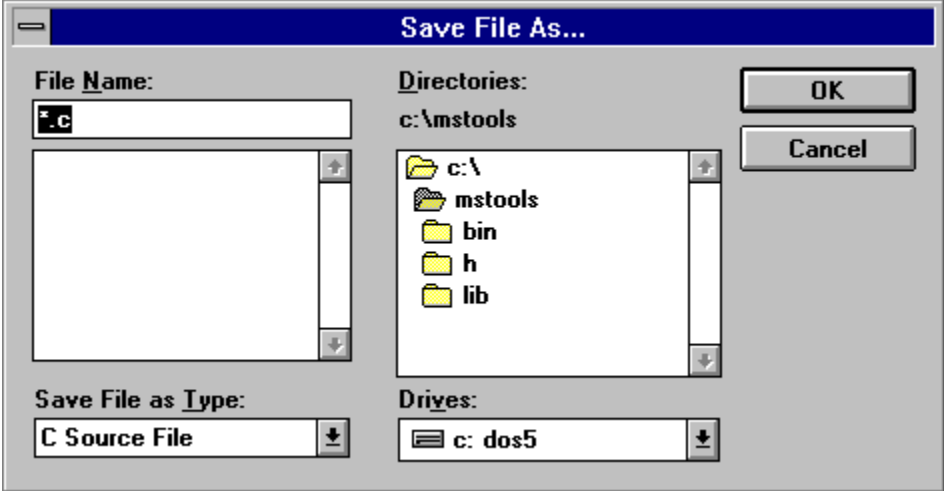 Save File As...
File Name:
*.c
Directories:
c:\mstools
c:\
mstools
bin
h
lib
OK
Cancel
Save File as Type:
C Source File
Drives:
c: dos5